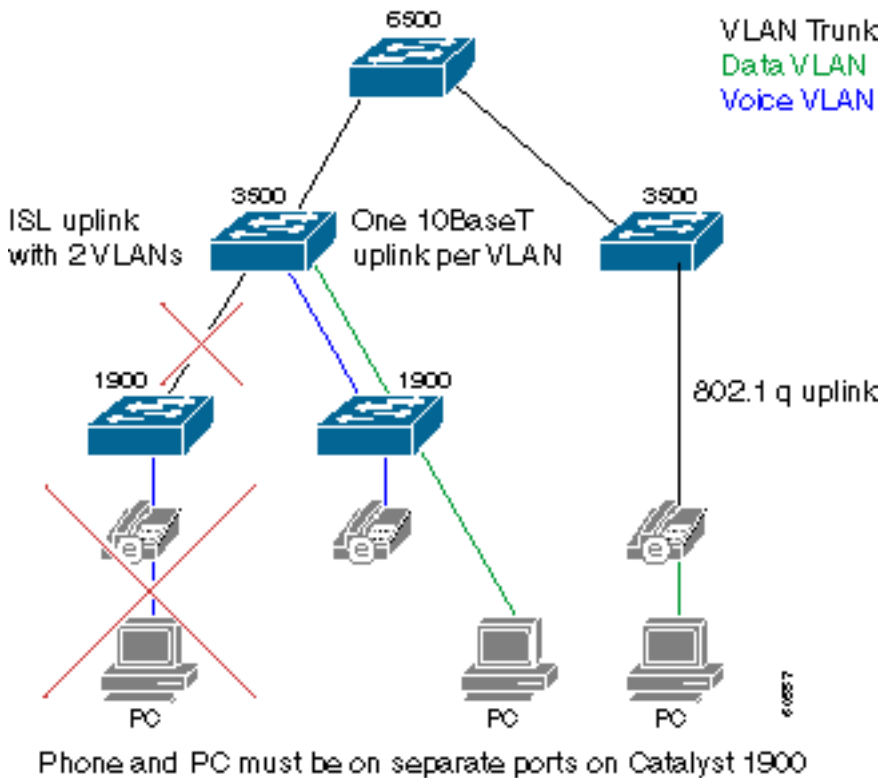 6500
VLAN Trunk
Data VLAN
Voice VLAN
3500
3500
ISL uplink
with 2 VLANs
One 10BaseT
uplink per VLAN
1900
1900
802.1 q uplink
e
e
e
PC
PC
PC
Phone and PC must be on separate ports on Catalyst 1900